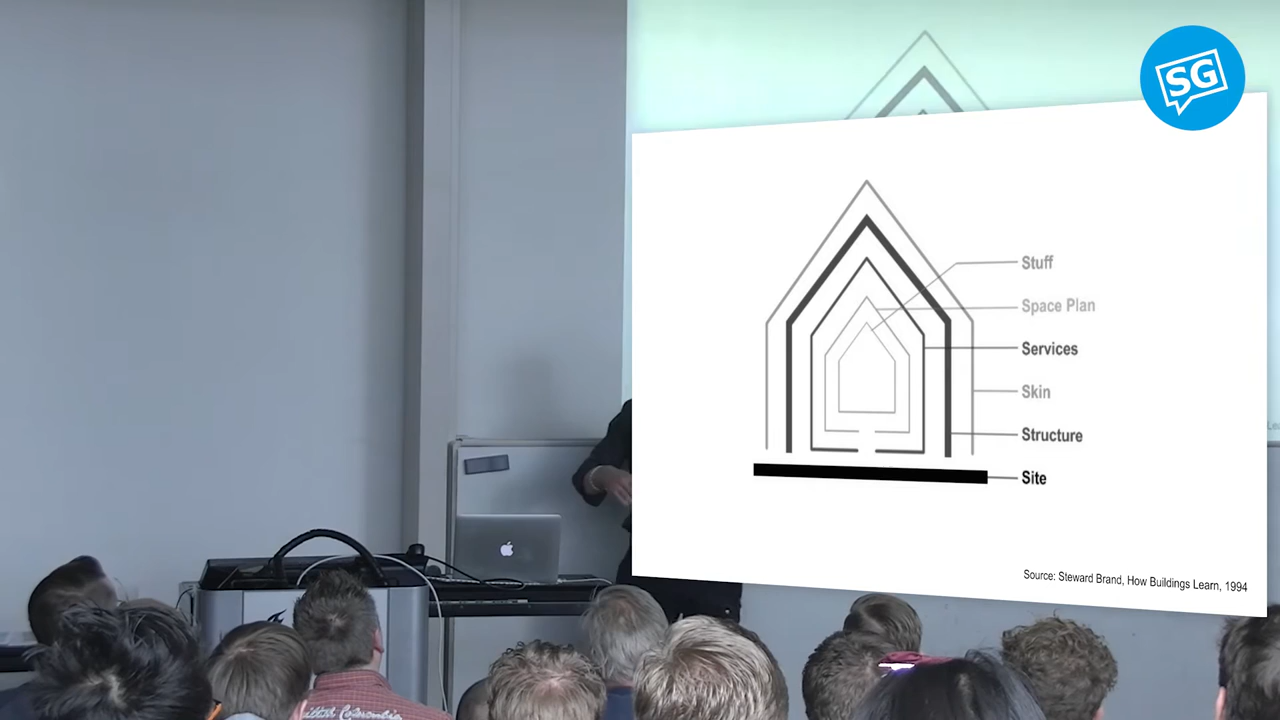 SG
Stuff
Space Plan
Services
Skin
Structure
Site
Source: Steward Brand, How Buildings Learn, 1994